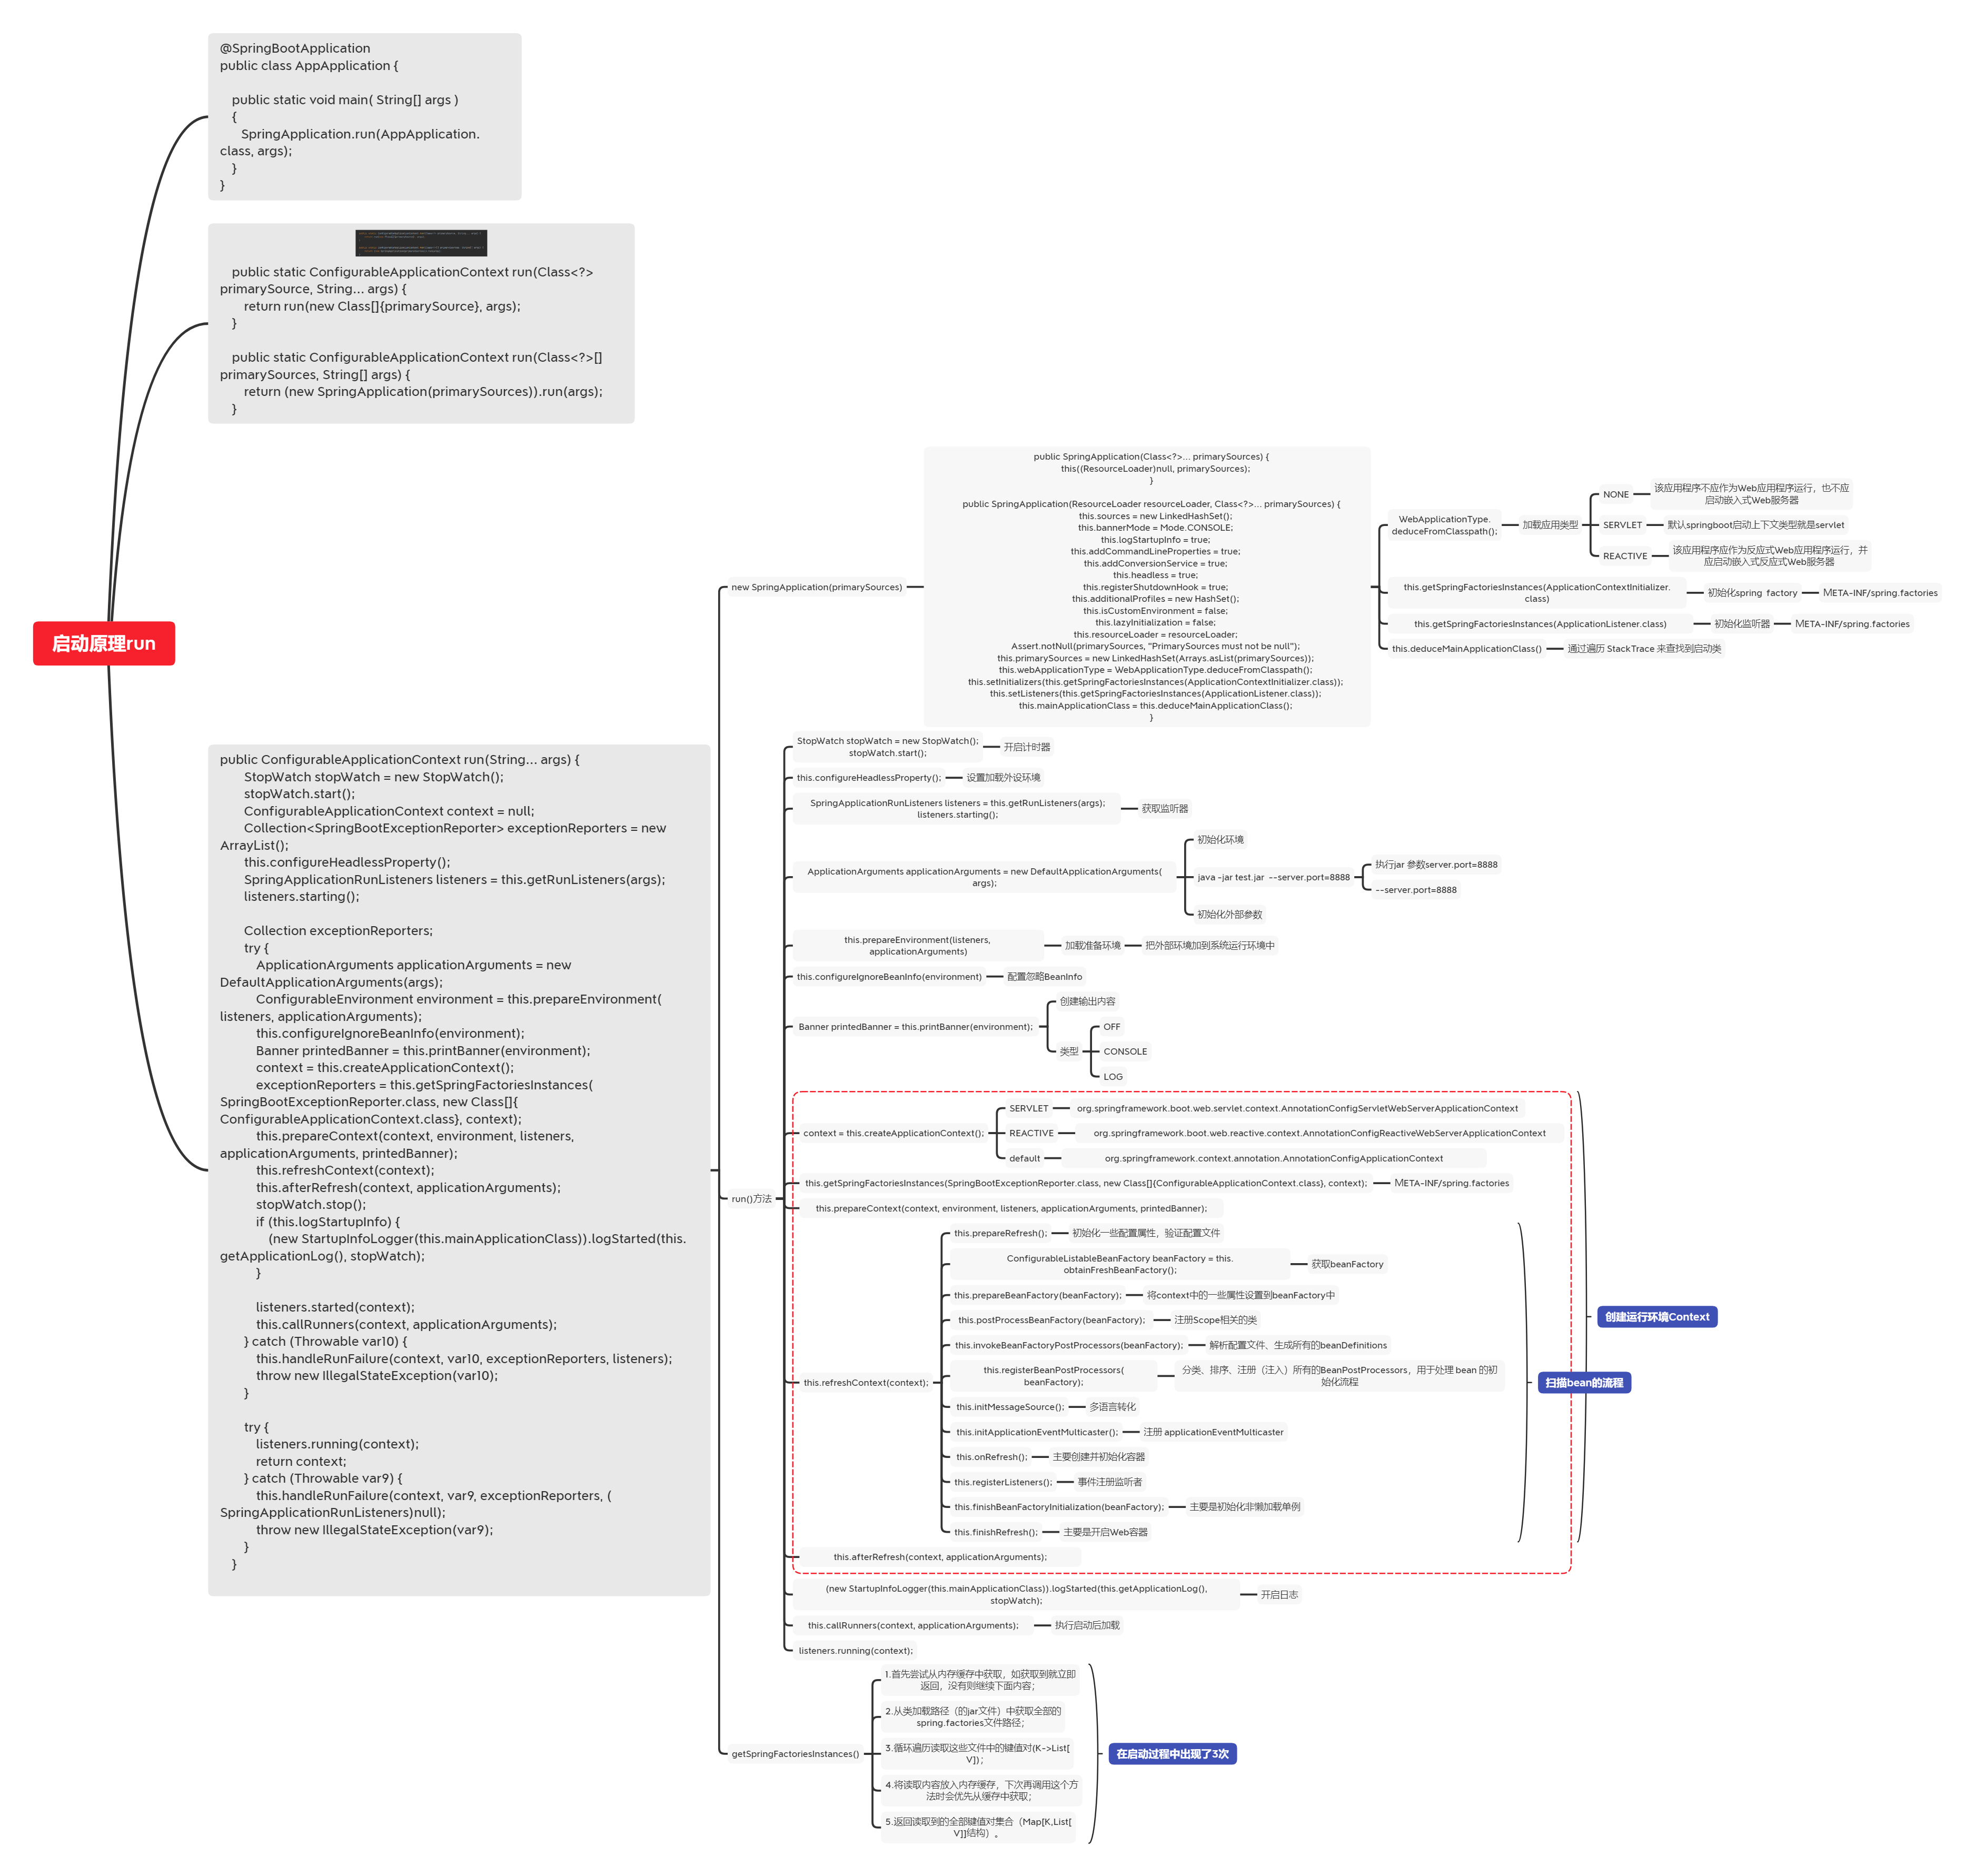 启动原理run
@SpringBootApplication
public class AppApplication {
public static void main( String[] args )
{
SpringApplication.run(AppApplication.
class, args);
}
}
public static ConfigurableApplicationContext run(Class<?>
primarySource, String... args) {
return run(new Class[]{primarySource}, args);
}
public static ConfigurableApplicationContext run(Class<?>[]
primarySources, String[] args) {
return (new SpringApplication(primarySources)).run(args);
}
public ConfigurableApplicationContext run(String... args) {
StopWatch stopWatch = new StopWatch();
stopWatch.start();
ConfigurableApplicationContext context = null;
Collection<SpringBootExceptionReporter> exceptionReporters = new
ArrayList();
this.configureHeadlessProperty();
SpringApplicationRunListeners listeners = this.getRunListeners(args);
listeners.starting();
Collection exceptionReporters;
try {
ApplicationArguments applicationArguments = new
DefaultApplicationArguments(args);
ConfigurableEnvironment environment = this.prepareEnvironment(
listeners, applicationArguments);
this.configureIgnoreBeanInfo(environment);
Banner printedBanner = this.printBanner(environment);
context = this.createApplicationContext();
exceptionReporters = this.getSpringFactoriesInstances(
SpringBootExceptionReporter.class, new Class[]{
ConfigurableApplicationContext.class}, context);
this.prepareContext(context, environment, listeners,
applicationArguments, printedBanner);
this.refreshContext(context);
this.afterRefresh(context, applicationArguments);
stopWatch.stop();
if (this.logStartupInfo) {
(new StartupInfoLogger(this.mainApplicationClass)).logStarted(this.
getApplicationLog(), stopWatch);
}
listeners.started(context);
this.callRunners(context, applicationArguments);
} catch (Throwable var10) {
this.handleRunFailure(context, var10, exceptionReporters, listeners);
throw new IllegalStateException(var10);
}
try {
listeners.running(context);
return context;
} catch (Throwable var9) {
this.handleRunFailure(context, var9, exceptionReporters, (
SpringApplicationRunListeners)null);
throw new IllegalStateException(var9);
}
}
new SpringApplication(primarySources)
public SpringApplication(Class<?>... primarySources) {
this((ResourceLoader)null, primarySources);
}
public SpringApplication(ResourceLoader resourceLoader, Class<?>... primarySources) {
this.sources = new LinkedHashSet();
this.bannerMode = Mode.CONSOLE;
this.logStartupInfo = true;
this.addCommandLineProperties = true;
this.addConversionService = true;
this.headless = true;
this.registerShutdownHook = true;
this.additionalProfiles = new HashSet();
this.isCustomEnvironment = false;
this.lazyInitialization = false;
this.resourceLoader = resourceLoader;
Assert.notNull(primarySources, "PrimarySources must not be null");
this.primarySources = new LinkedHashSet(Arrays.asList(primarySources));
this.webApplicationType = WebApplicationType.deduceFromClasspath();
this.setInitializers(this.getSpringFactoriesInstances(ApplicationContextInitializer.class));
this.setListeners(this.getSpringFactoriesInstances(ApplicationListener.class));
this.mainApplicationClass = this.deduceMainApplicationClass();
}
WebApplicationType.
deduceFromClasspath();
加载应用类型
NONE
该应用程序不应作为Web应用程序运行，也不应
启动嵌入式Web服务器
SERVLET
默认springboot启动上下文类型就是servlet
REACTIVE
该应用程序应作为反应式Web应用程序运行，并
应启动嵌入式反应式Web服务器
this.getSpringFactoriesInstances(ApplicationContextInitializer.
class)
初始化spring factory
META-INF/spring.factories
this.getSpringFactoriesInstances(ApplicationListener.class)
初始化监听器
META-INF/spring.factories
this.deduceMainApplicationClass()
通过遍历 StackTrace 来查找到启动类
run()方法
StopWatch stopWatch = new StopWatch();
stopWatch.start();
开启计时器
this.configureHeadlessProperty();
设置加载外设环境
SpringApplicationRunListeners listeners = this.getRunListeners(args);
listeners.starting();
获取监听器
ApplicationArguments applicationArguments = new DefaultApplicationArguments(
args);
初始化环境
java -jar test.jar --server.port=8888
执行jar 参数server.port=8888
--server.port=8888
初始化外部参数
this.prepareEnvironment(listeners,
applicationArguments)
加载准备环境
把外部环境加到系统运行环境中
this.configureIgnoreBeanInfo(environment)
配置忽略BeanInfo
Banner printedBanner = this.printBanner(environment);
创建输出内容
类型
OFF
CONSOLE
LOG
context = this.createApplicationContext();
SERVLET
org.springframework.boot.web.servlet.context.AnnotationConfigServletWebServerApplicationContext
REACTIVE
org.springframework.boot.web.reactive.context.AnnotationConfigReactiveWebServerApplicationContext
default
org.springframework.context.annotation.AnnotationConfigApplicationContext
this.getSpringFactoriesInstances(SpringBootExceptionReporter.class, new Class[]{ConfigurableApplicationContext.class}, context);
META-INF/spring.factories
this.prepareContext(context, environment, listeners, applicationArguments, printedBanner);
this.refreshContext(context);
this.prepareRefresh();
初始化一些配置属性，验证配置文件
ConfigurableListableBeanFactory beanFactory = this.
obtainFreshBeanFactory();
获取beanFactory
this.prepareBeanFactory(beanFactory);
将context中的一些属性设置到beanFactory中
this.postProcessBeanFactory(beanFactory);
注册Scope相关的类
this.invokeBeanFactoryPostProcessors(beanFactory);
解析配置文件、生成所有的beanDefinitions
this.registerBeanPostProcessors(
beanFactory);
分类、排序、注册（注入）所有的BeanPostProcessors，用于处理 bean 的初
始化流程
this.initMessageSource();
多语言转化
this.initApplicationEventMulticaster();
注册 applicationEventMulticaster
this.onRefresh();
主要创建并初始化容器
this.registerListeners();
事件注册监听者
this.finishBeanFactoryInitialization(beanFactory);
主要是初始化非懒加载单例
this.finishRefresh();
主要是开启Web容器
扫描bean的流程
this.afterRefresh(context, applicationArguments);
创建运行环境Context
(new StartupInfoLogger(this.mainApplicationClass)).logStarted(this.getApplicationLog(),
stopWatch);
开启日志
this.callRunners(context, applicationArguments);
执行启动后加载
listeners.running(context);
getSpringFactoriesInstances()
1.首先尝试从内存缓存中获取，如获取到就立即
返回，没有则继续下面内容；
2.从类加载路径（的jar文件）中获取全部的
spring.factories文件路径；
3.循环遍历读取这些文件中的键值对(K->List[
V])；
4.将读取内容放入内存缓存，下次再调用这个方
法时会优先从缓存中获取；
5.返回读取到的全部键值对集合（Map[K,List[
V]]结构）。
在启动过程中出现了3次